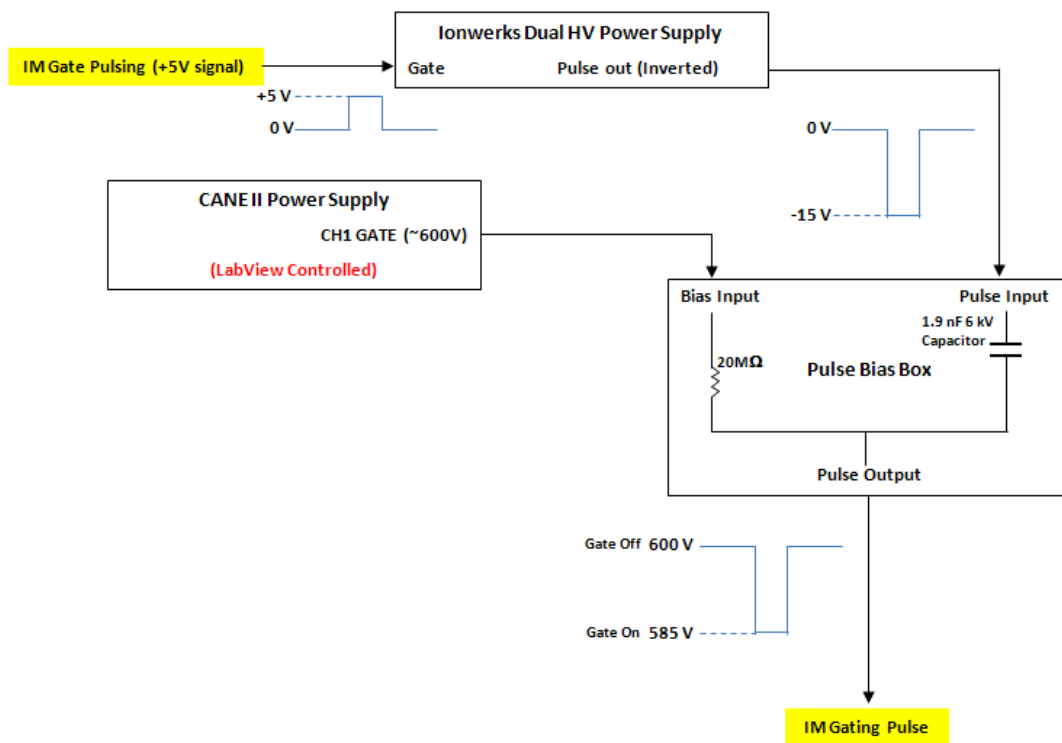 Ionwerks Dual HV Power Supply
IM Gate Pulsing (+5V signal)
Gate
Pulse out (Inverted)
+5 V
0 V
0 V
-15 V
CANE II Power Supply
CH1 GATE (~600V)
(LabView Controlled)
Bias Input
Pulse Input
1.9 nF 6 kV
Capacitor
20MΩ
Pulse Bias Box
Pulse Output
Gate Off 600 V
Gate On 585 V
IM Gating Pulse